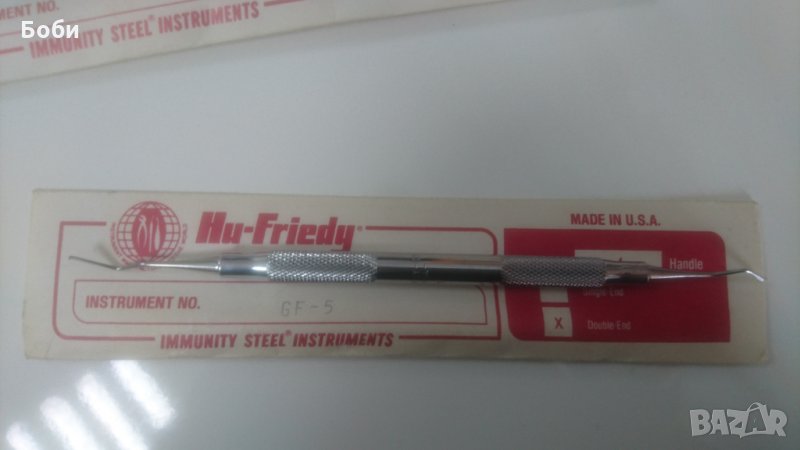 Боби
INSTRUMENT NO.
IMMUNITY STEEL® INSTRUMENTS
Hu-Friedy®
MADE IN U.S.A.
Handle
Single End
INSTRUMENT NO. GF-5
X Double End
IMMUNITY STEEL® INSTRUMENTS
BAZAR